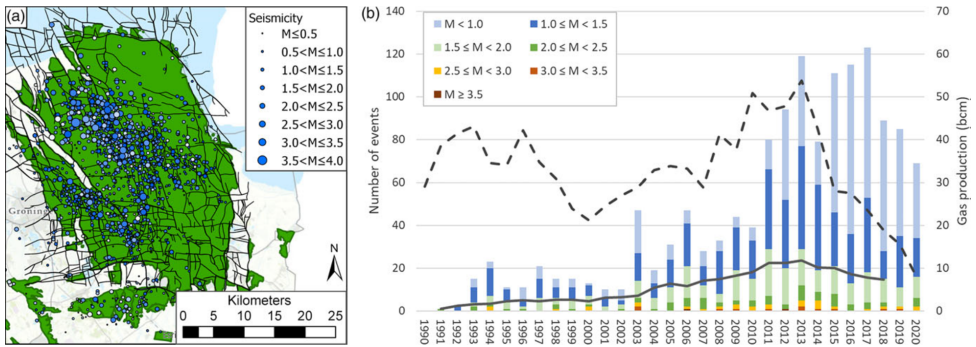 (a)
Seismicity
M≤0.5
0.5<M≤1.0
1.0<M≤1.5
1.5<M≤2.0
2.0<M≤2.5
2.5<M≤3.0
3.0<M≤3.5
3.5<M≤4.0
Gronin
N
Kilometers
0 5 10 15 20 25
(b)
140
120
100
80
60
40
20
0
Number of events
M < 1.0
1.0 ≤ M < 1.5
1.5 ≤ M < 2.0
2.0 ≤ M < 2.5
2.5 ≤ M < 3.0
3.0 ≤ M < 3.5
M ≥ 3.5
70
60
50
40
30
20
10
0
Gas production (bcm)
1990
1991
1992
1993
1994
1995
1996
1997
1998
1999
2000
2001
2002
2003
2004
2005
2006
2007
2008
2009
2010
2011
2012
2013
2014
2015
2016
2017
2018
2019
2020